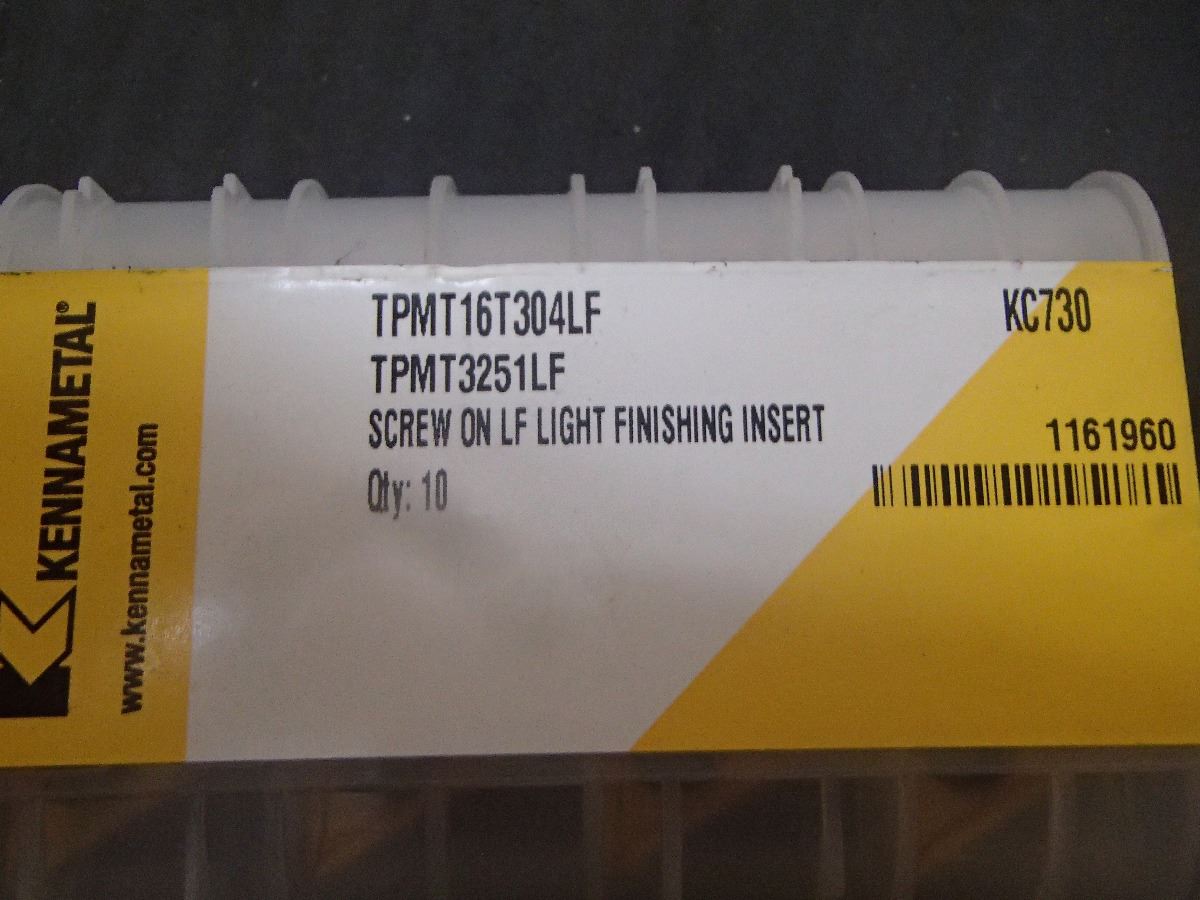 KENNAMETAL®
www.kennametal.com
TPMT16T304LF
KC730
TPMT3251LF
SCREW ON LF LIGHT FINISHING INSERT
1161960
Qty: 10